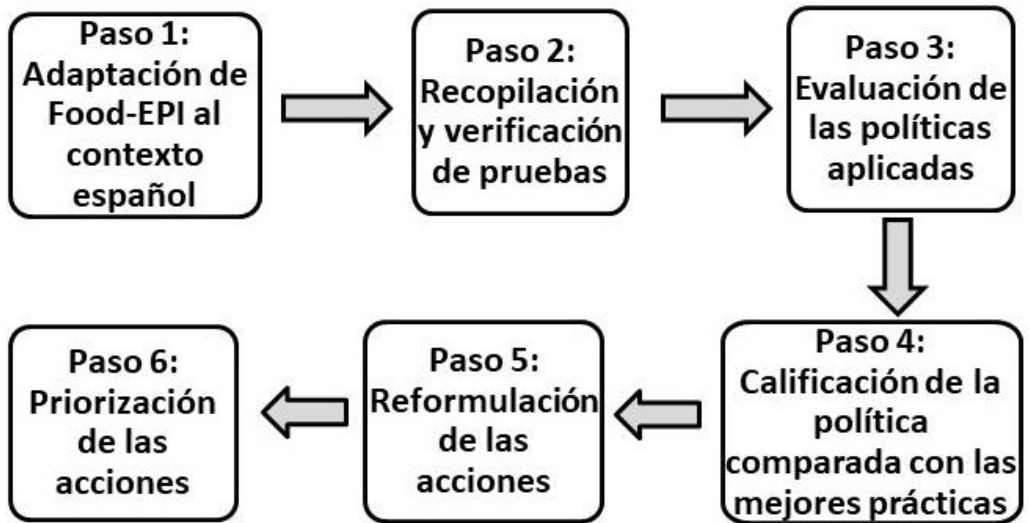 Paso 1:
Adaptación de
Food-EPI al
contexto
español
Paso 2:
Recopilación
y verificación
de pruebas
Paso 3:
Evaluación de
las políticas
aplicadas
Paso 4:
Calificación de la
política
comparada con las
mejores prácticas
Paso 5:
Reformulación
de las
acciones
Paso 6:
Priorización
de las
acciones